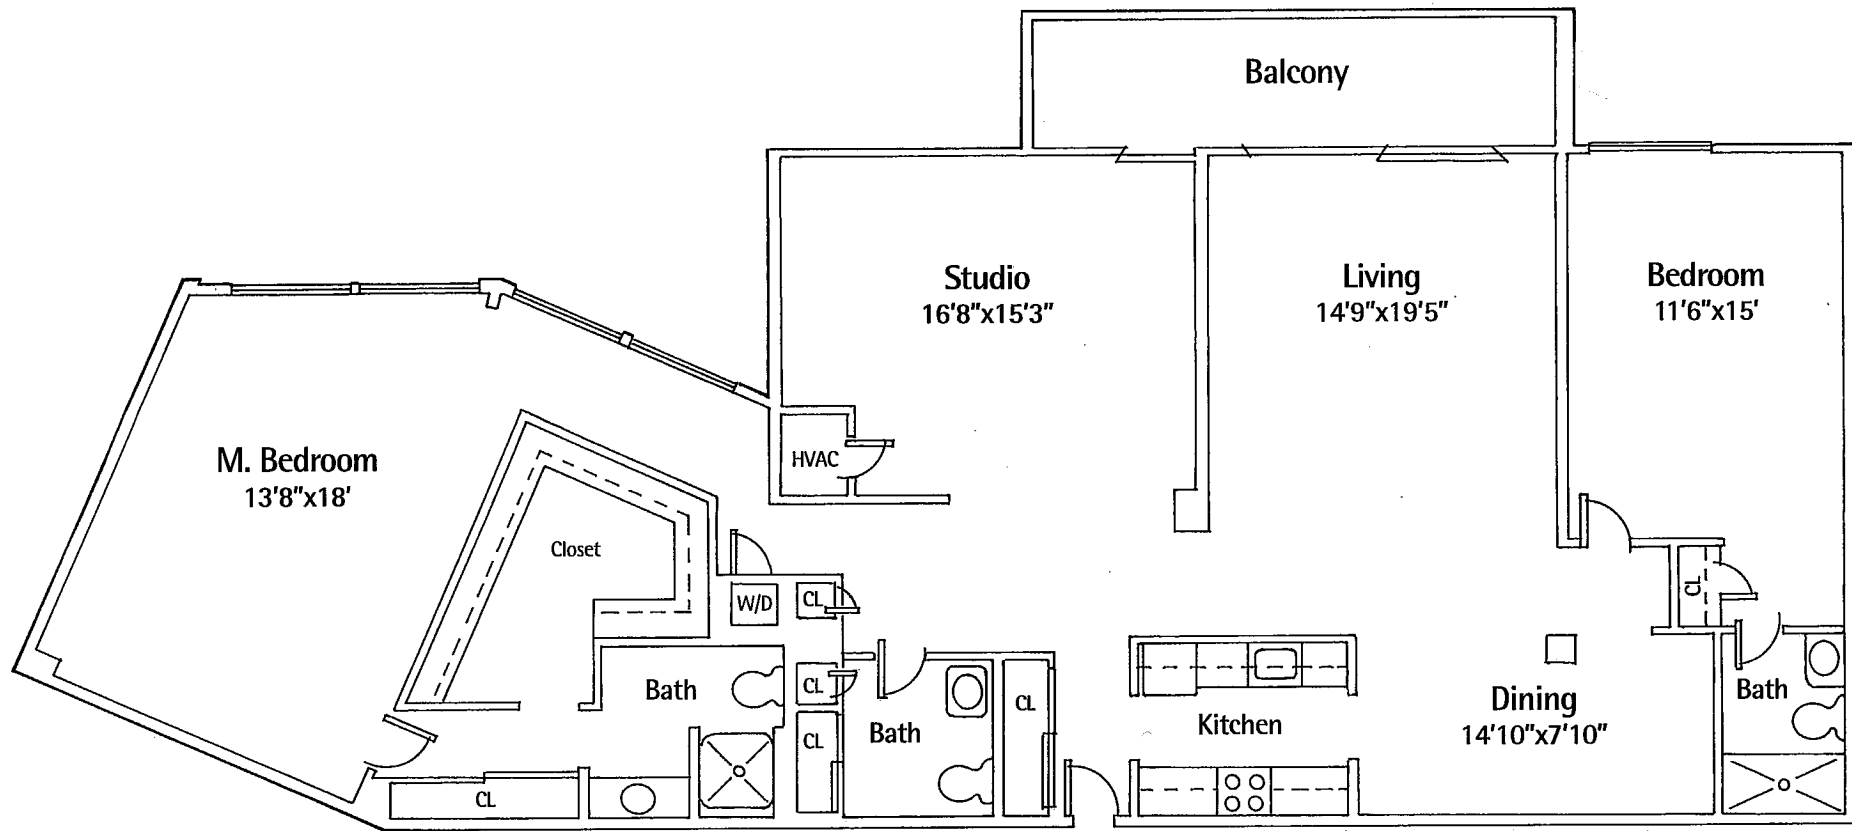 Balcony
Studio
16'8"x15'3"
Living
14'9"x19'5"
Bedroom
11'6"x15'
M. Bedroom
13'8"x18'
HVAC
Closet
W/D
CL
CL
Bath
CL
CL
Bath
CL
Kitchen
Dining
14'10"x7'10"
Bath
CL